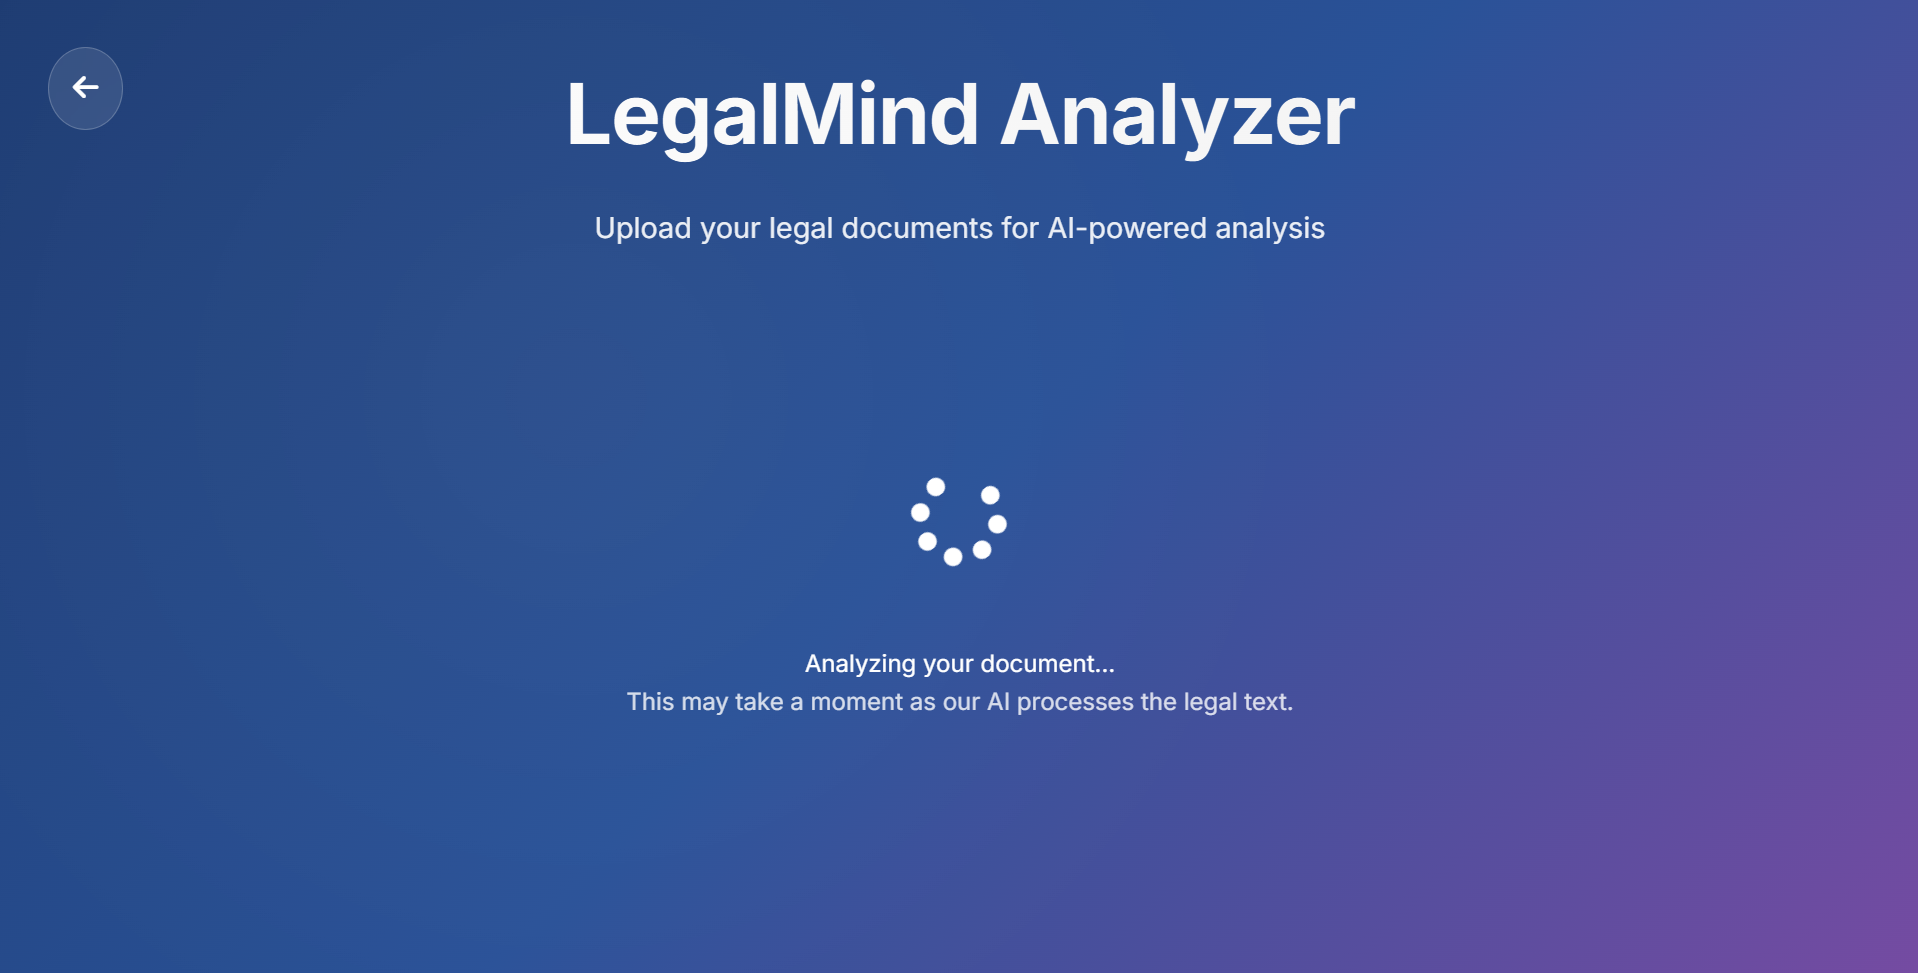 LegalMind Analyzer
Upload your legal documents for AI-powered analysis
Analyzing your document...
This may take a moment as our AI processes the legal text.